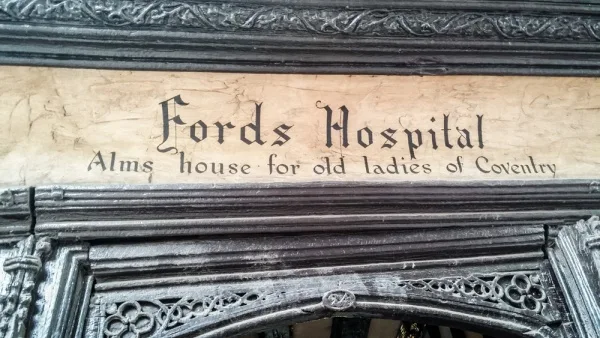 Fords Hospital
Alms house for old ladies of Coventry